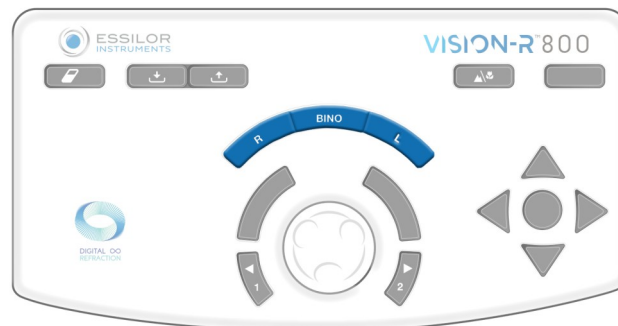 ESSILOR
INSTRUMENTS
VISION-R™800
R
BINO
L
DIGITAL ∞
REFRACTION
1
2